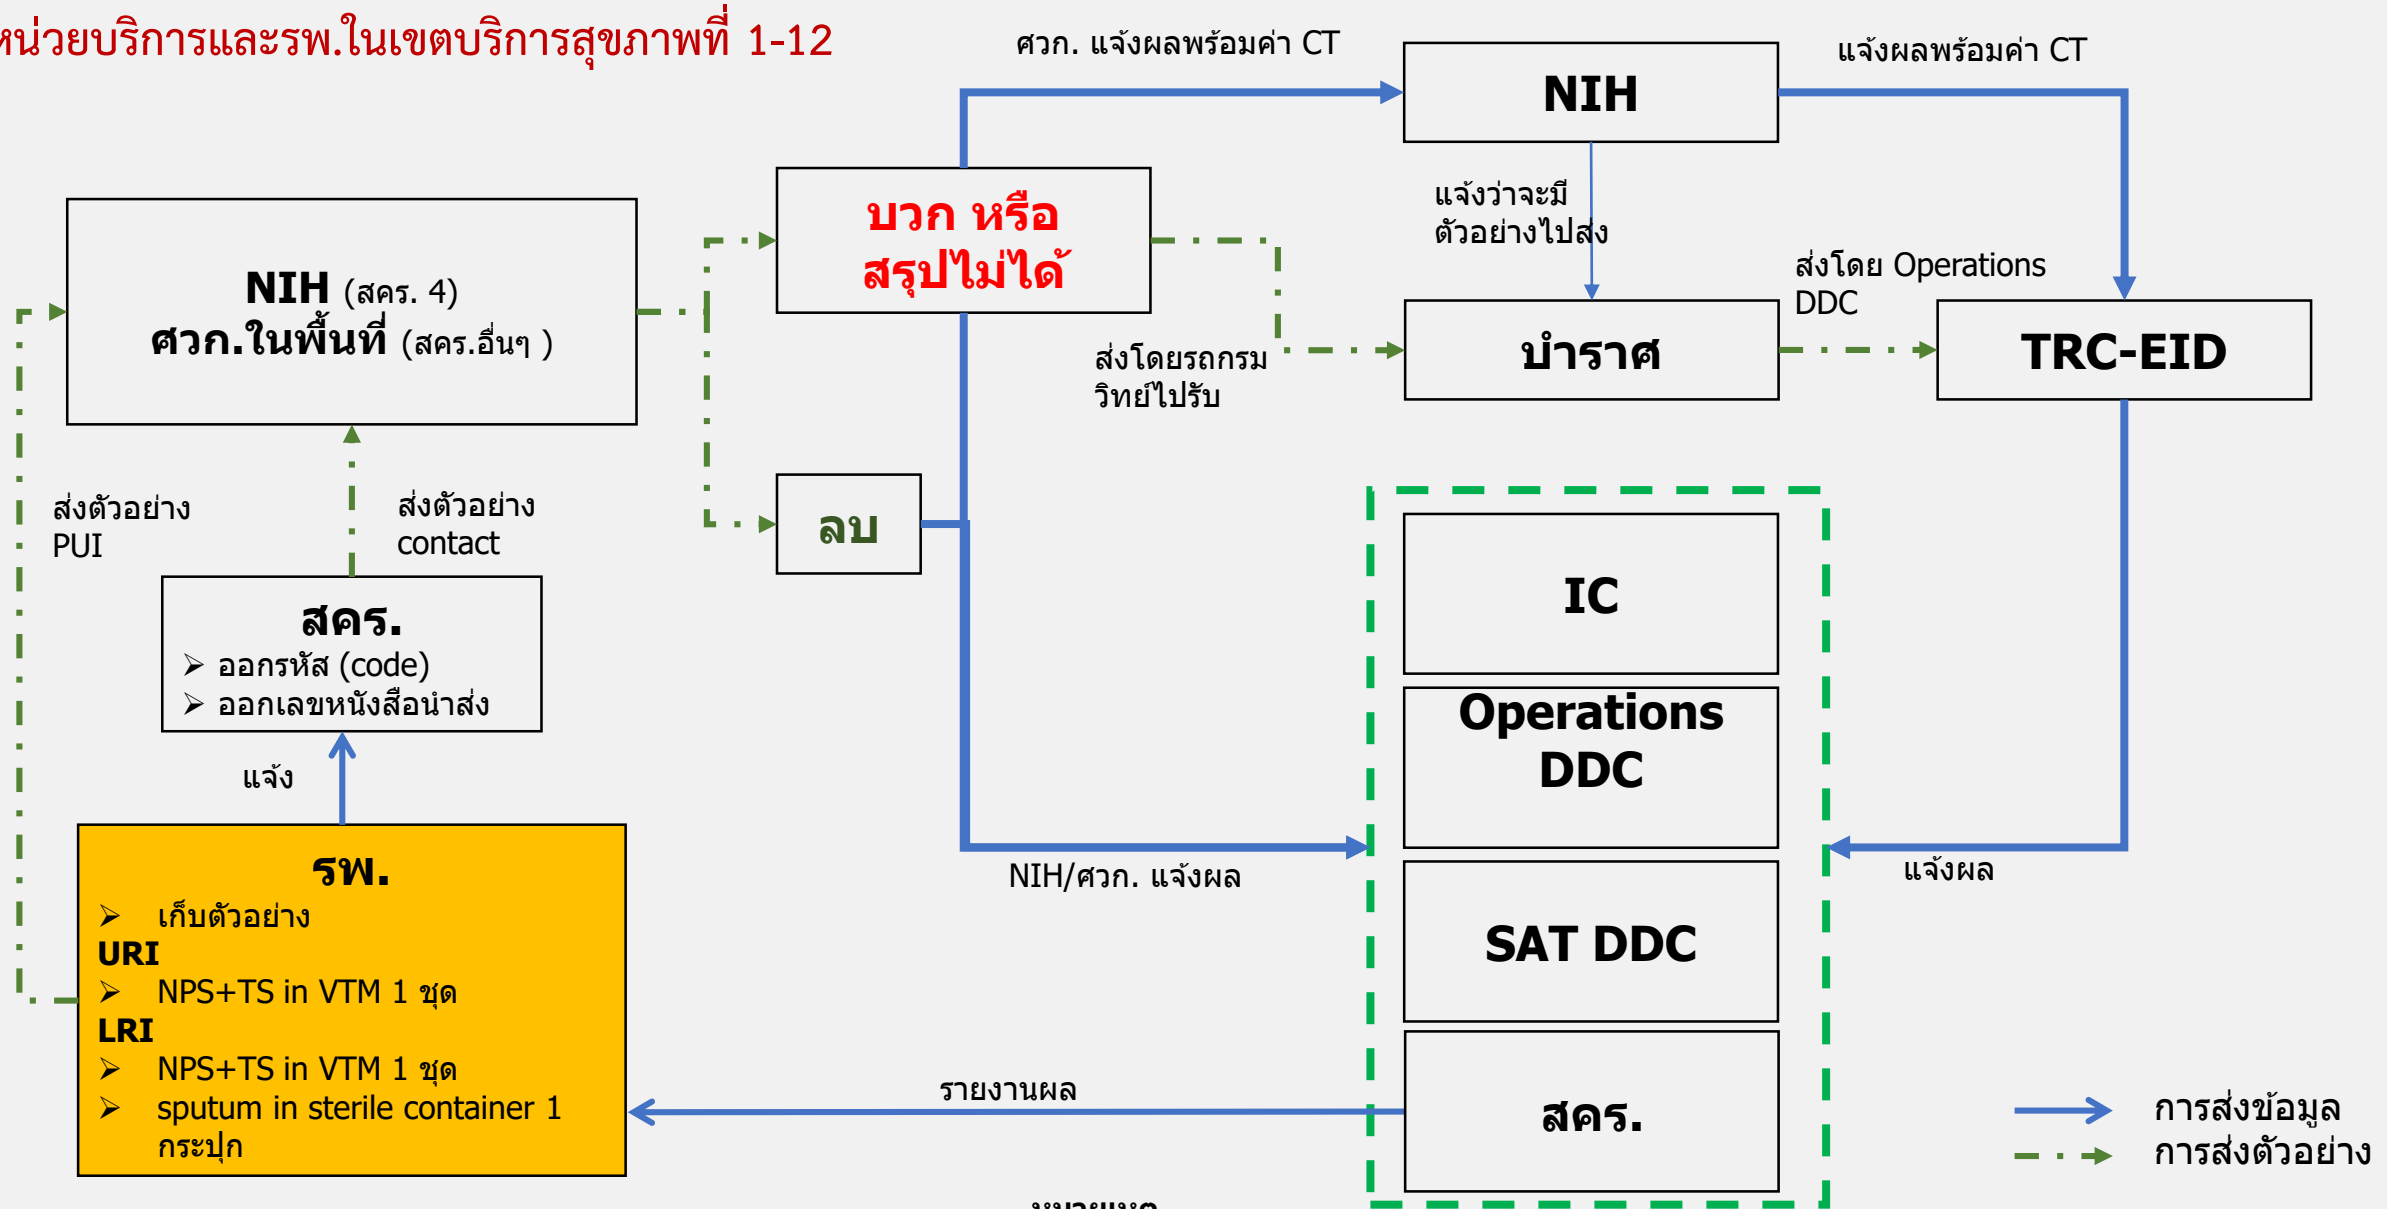 หน่วยบริการและรพ.ในเขตบริการสุขภาพที่ 1-12
ศวก. แจ้งผลพร้อมค่า CT
NIH
แจ้งผลพร้อมค่า CT
บวก หรือ
สรุปไม่ได้
แจ้งว่าจะมี
ตัวอย่างไปส่ง
NIH (สคร. 4)
ศวก.ในพื้นที่ (สคร.อื่นๆ )
ส่งโดย Operations
DDC
ส่งโดยรถกรม
วิทย์ไปรับ
บำราศ
TRC-EID
ส่งตัวอย่าง
PUI
ส่งตัวอย่าง
contact
ลบ
IC
สคร.
➢ ออกรหัส (code)
➢ ออกเลขหนังสือนำส่ง
Operations
DDC
แจ้ง
NIH/ศวก. แจ้งผล
แจ้งผล
รพ.
➢ เก็บตัวอย่าง
URI
➢ NPS+TS in VTM 1 ชุด
LRI
➢ NPS+TS in VTM 1 ชุด
➢ sputum in sterile container 1
กระปุก
SAT DDC
รายงานผล
สคร.
การส่งข้อมูล
การส่งตัวอย่าง